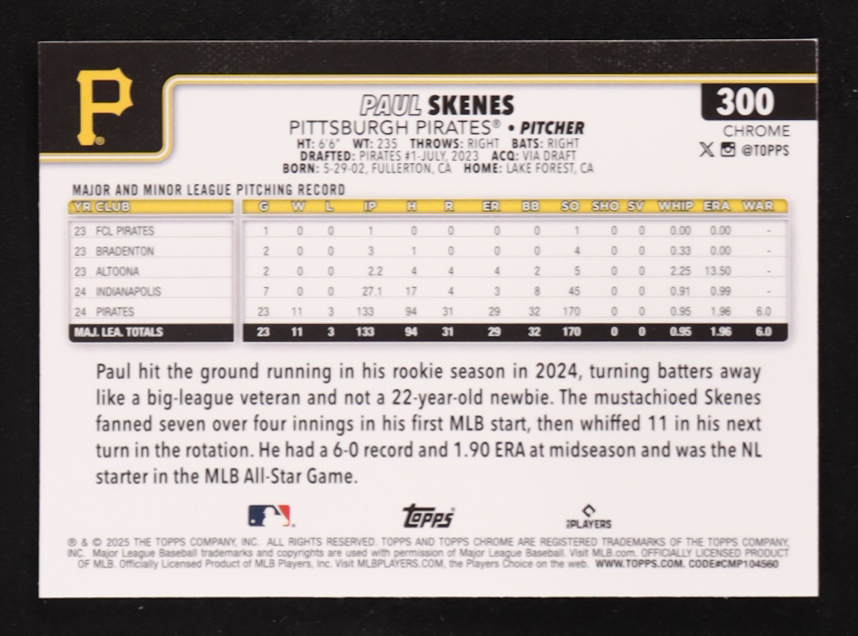 P
PAUL SKENES
300
PITTSBURGH PIRATES® • PITCHER
CHROME
HT: 6'6" WT: 235 THROWS: RIGHT BATS: RIGHT
@TOPPS
DRAFTED: PIRATES #1-JULY, 2023 ACQ: VIA DRAFT
BORN: 5-29-02, FULLERTON, CA HOME: LAKE FOREST, CA
MAJOR AND MINOR LEAGUE PITCHING RECORD
YR CLUB G W L IP H R ER BB SO SHO SV WHIP ERA WAR
23 FCL PIRATES 1 0 0 1 0 0 0 0 1 0 0 0.00 0.00 -
23 BRADENTON 2 0 0 3 1 0 0 0 4 0 0 0.33 0.00 -
23 ALTOONA 2 0 0 2.2 4 4 4 2 5 0 0 2.25 13.50 -
24 INDIANAPOLIS 7 0 0 27.1 17 4 3 8 45 0 0 0.91 0.99 -
24 PIRATES 23 11 3 133 94 31 29 32 170 0 0 0.95 1.96 6.0
MAJ. LEA. TOTALS 23 11 3 133 94 31 29 32 170 0 0 0.95 1.96 6.0
Paul hit the ground running in his rookie season in 2024, turning batters away
like a big-league veteran and not a 22-year-old newbie. The mustachioed Skenes
fanned seven over four innings in his first MLB start, then whiffed 11 in his next
turn in the rotation. He had a 6-0 record and 1.90 ERA at midseason and was the NL
starter in the MLB All-Star Game.
Topps
PLAYERS
® & © 2025 THE TOPPS COMPANY, INC. ALL RIGHTS RESERVED. TOPPS AND TOPPS CHROME ARE REGISTERED TRADEMARKS OF THE TOPPS COMPANY,
INC. Major League Baseball trademarks and copyrights are used with permission of Major League Baseball. Visit MLB.com. OFFICIALLY LICENSED PRODUCT
OF MLB. Officially Licensed Product of MLB Players, Inc. Visit MLBPLAYERS.COM, the Players Choice on the web. WWW.TOPPS.COM. CODE#CMP104560